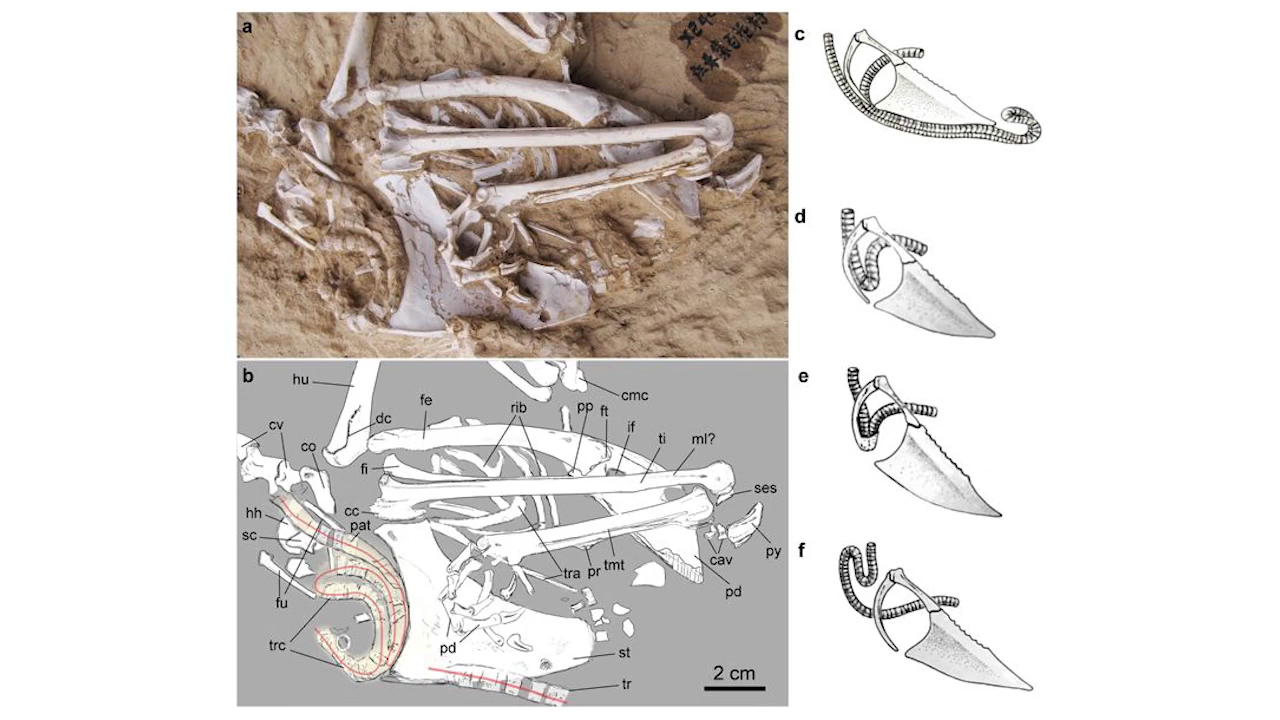 a
b
hu
cmc
cv
co
dc
fe
rib
pp
ft
if
ti
ml?
fi
ses
hh
cc
sc
pat
py
fu
tra
pr
tmt
cav
pd
trc
pd
st
2 cm
tr
c
d
e
f